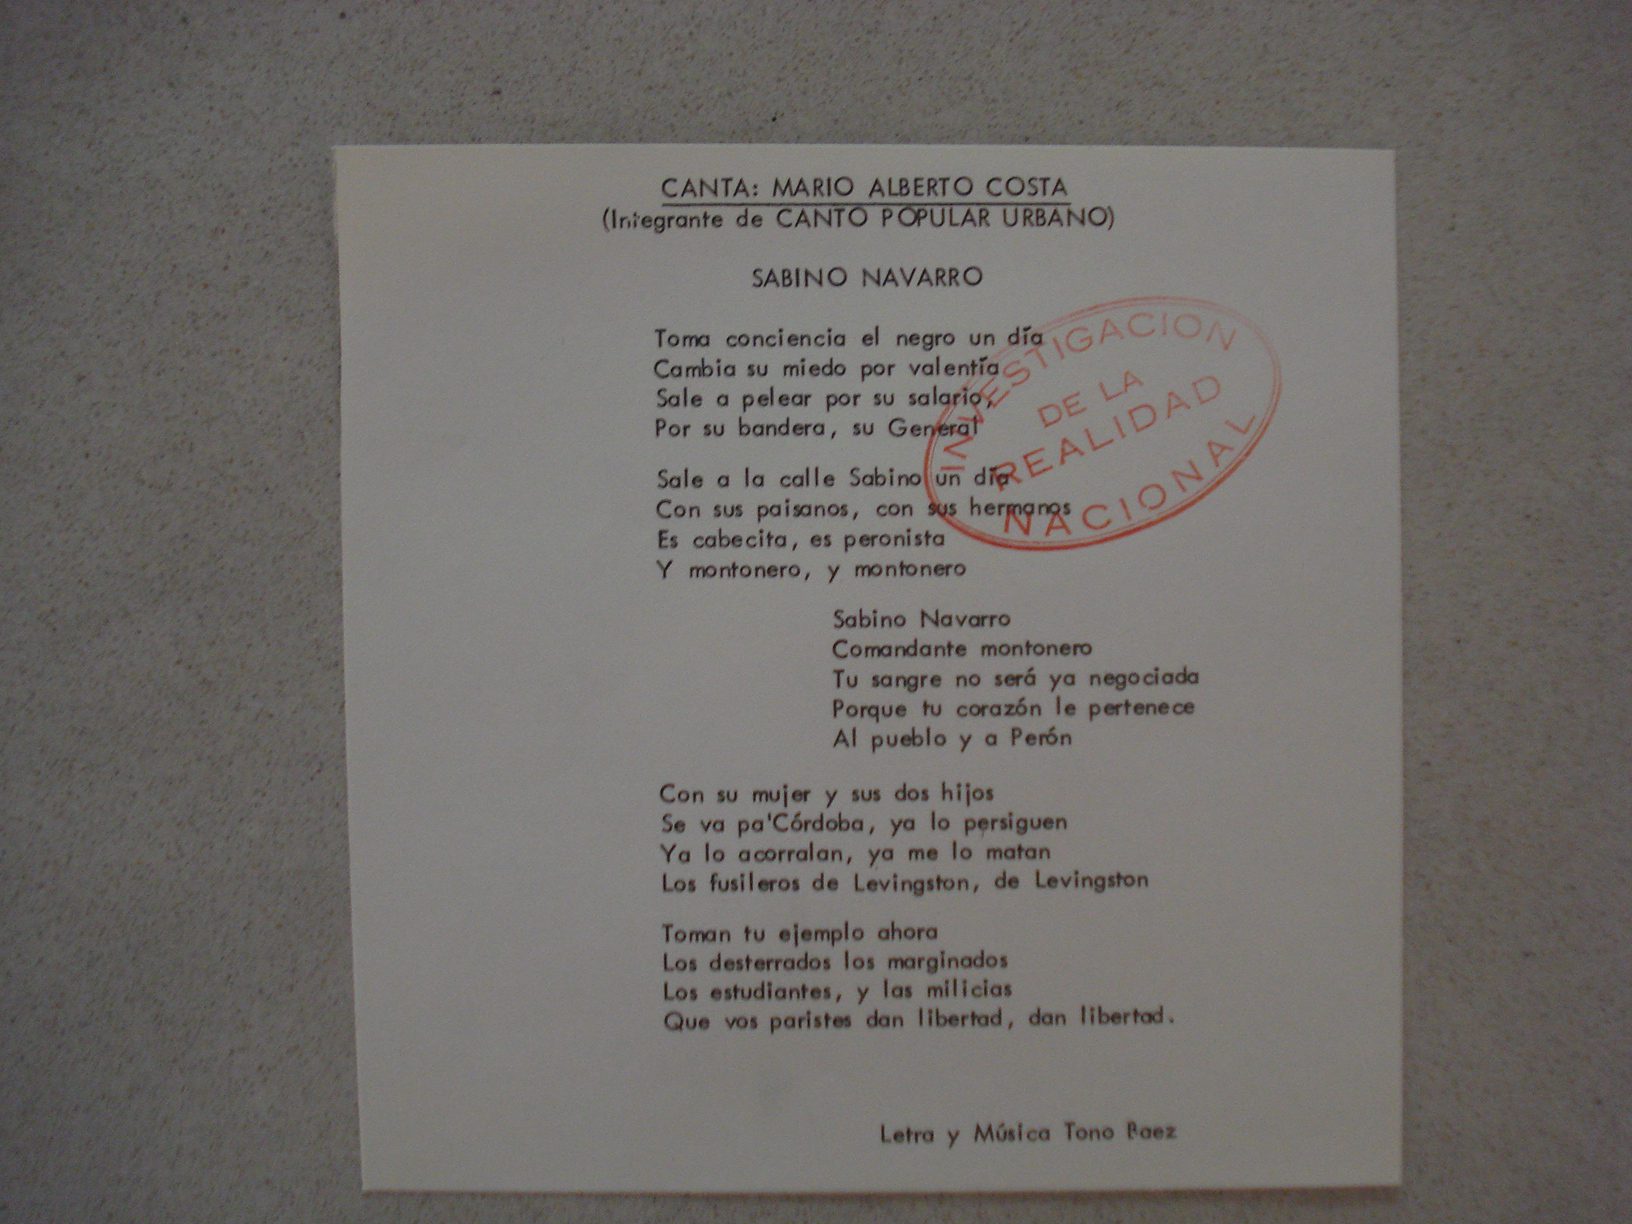 CANTA: MARIO ALBERTO COSTA
(Integrante de CANTO POPULAR URBANO)
SABINO NAVARRO
Toma conciencia el negro un día
Cambia su miedo por valentía
Sale a pelear por su salario,
Por su bandera, su General
Sale a la calle Sabino un día
Con sus paisanos, con sus hermanos
Es cabecita, es peronista
Y montonero, y montonero
Sabino Navarro
Comandante montonero
Tu sangre no será ya negociada
Porque tu corazón le pertenece
Al pueblo y a Perón
Con su mujer y sus dos hijos
Se va pa'Córdoba, ya lo persiguen
Ya lo acorralan, ya me lo matan
Los fusileros de Levingston, de Levingston
Toman tu ejemplo ahora
Los desterrados los marginados
Los estudiantes, y las milicias
Que vos paristes dan libertad, dan libertad.
Letra y Música Tono Baez
INVESTIGACION
DE LA
REALIDAD
NACIONAL